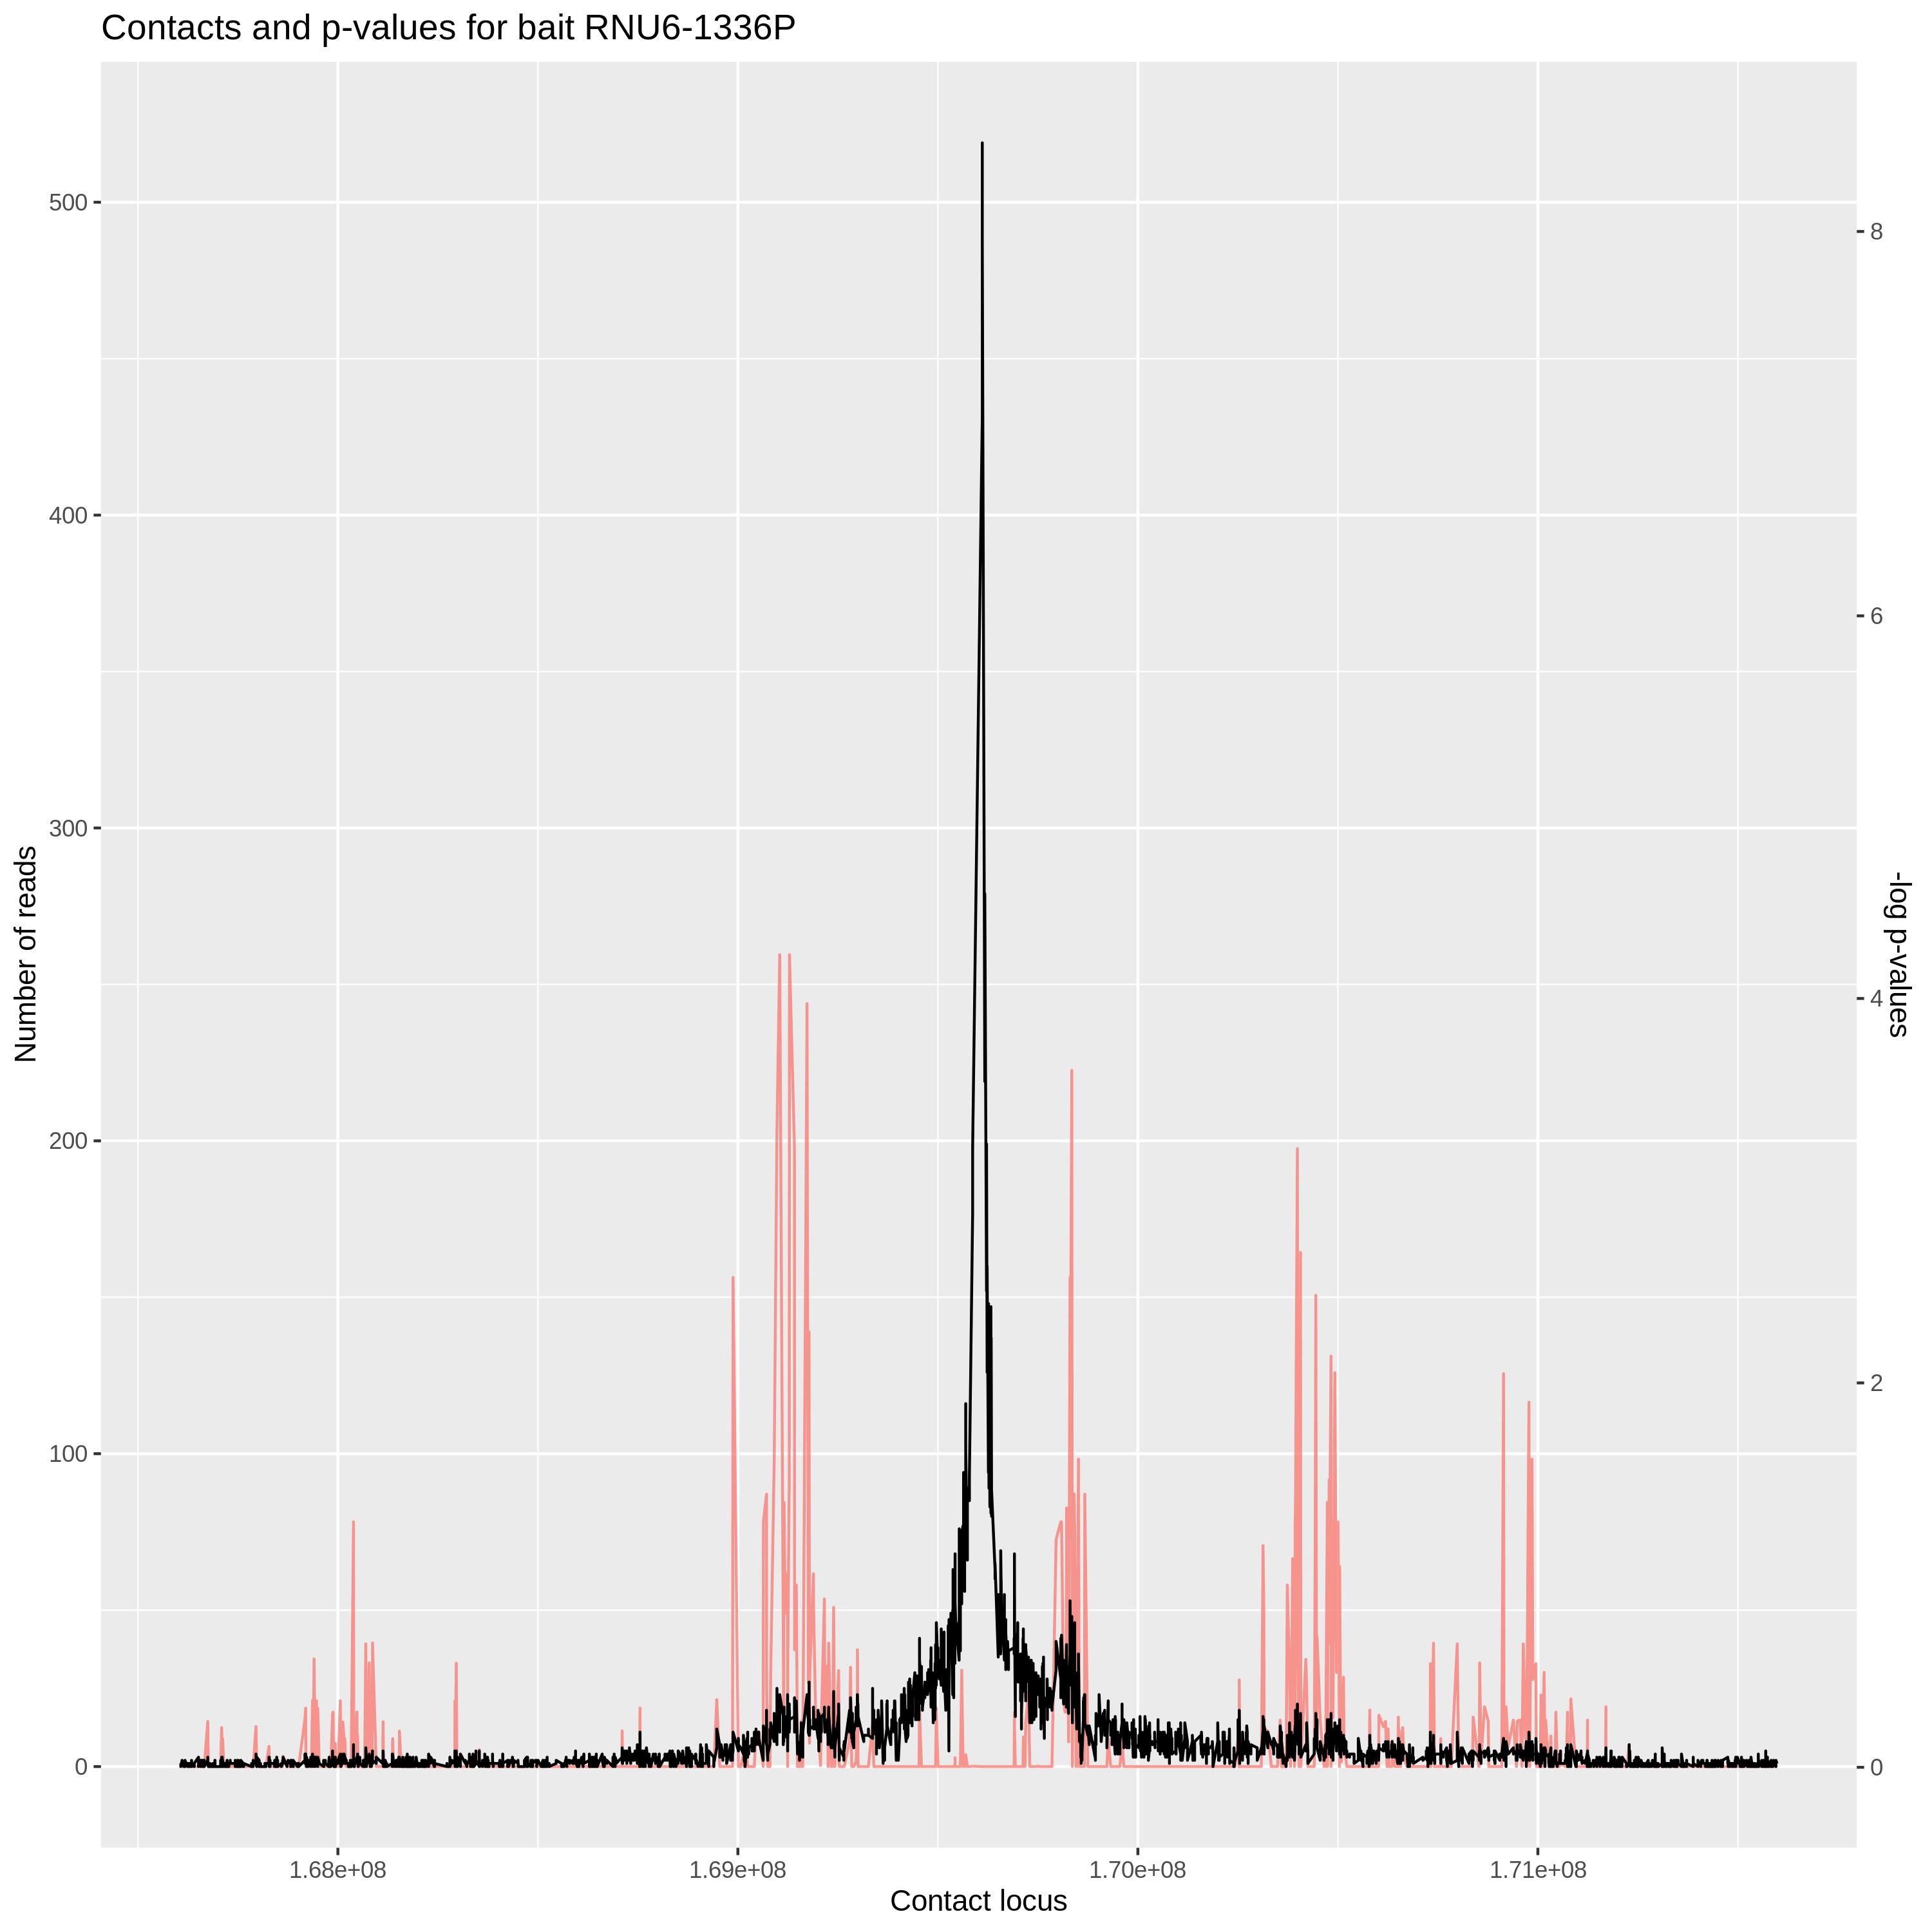 Contacts and p-values for bait RNU6-1336P
500
400
300
200
100
0
8
6
4
2
0
Number of reads
-log p-values
1.68e+08 1.69e+08 1.70e+08 1.71e+08
Contact locus